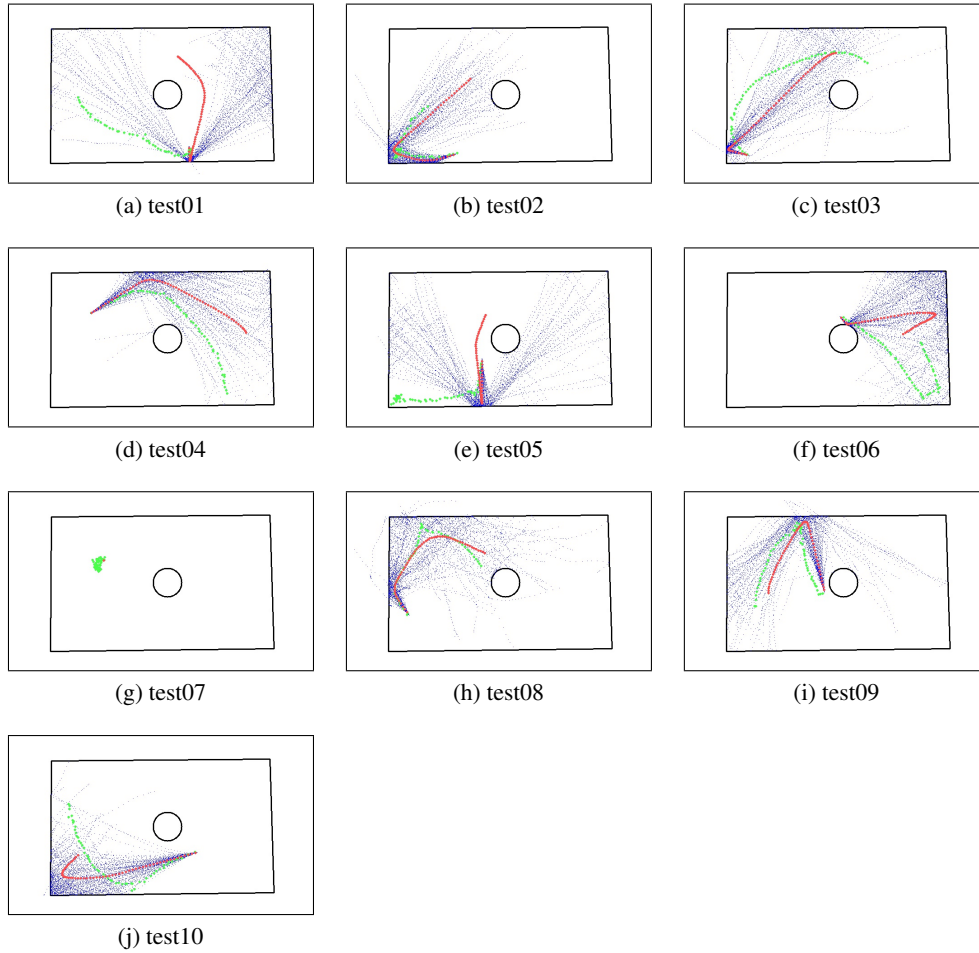 (a) test01
(b) test02
(c) test03
(d) test04
(e) test05
(f) test06
(g) test07
(h) test08
(i) test09
(j) test10